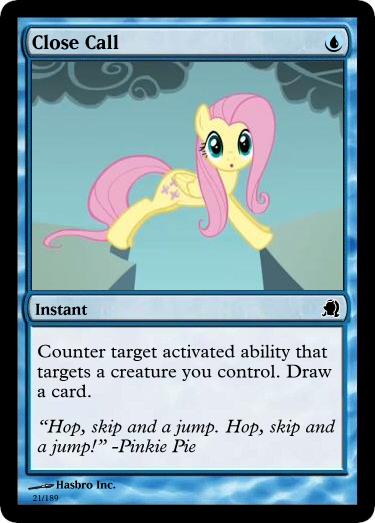 Close Call
Instant
Counter target activated ability that
targets a creature you control. Draw
a card.
“Hop, skip and a jump. Hop, skip and
a jump!” -Pinkie Pie
Hasbro Inc.
21/189